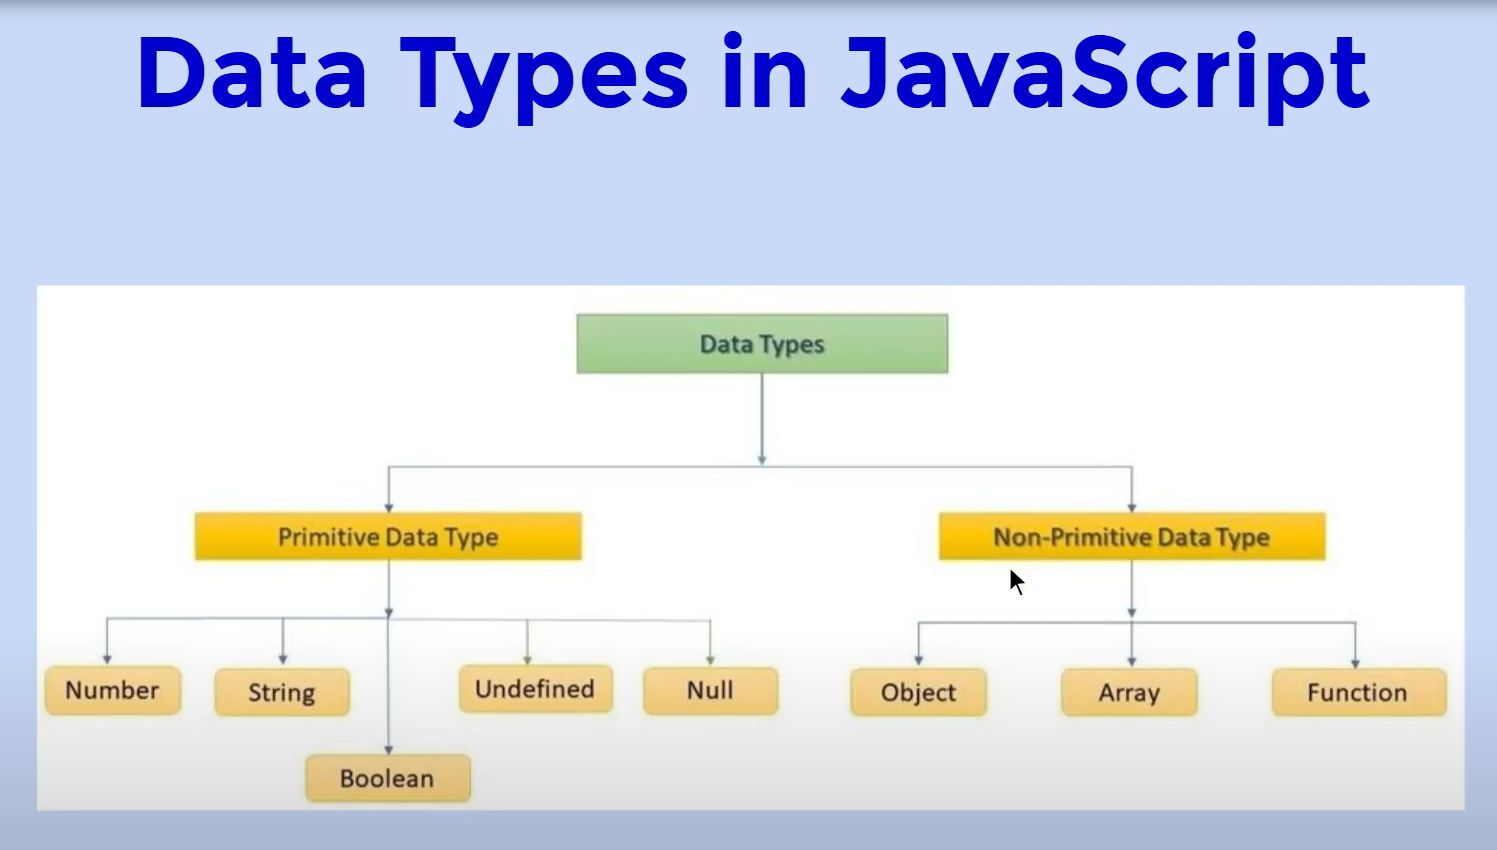 Data Types in JavaScript
Data Types
Primitive Data Type
Non-Primitive Data Type
Number
String
Undefined
Null
Object
Array
Function
Boolean